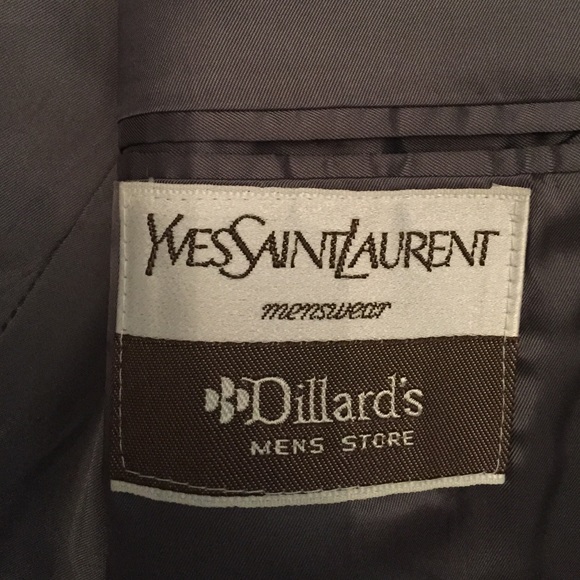 YVESSAINTLAURENT
menswear
Dillard's
MENS STORE